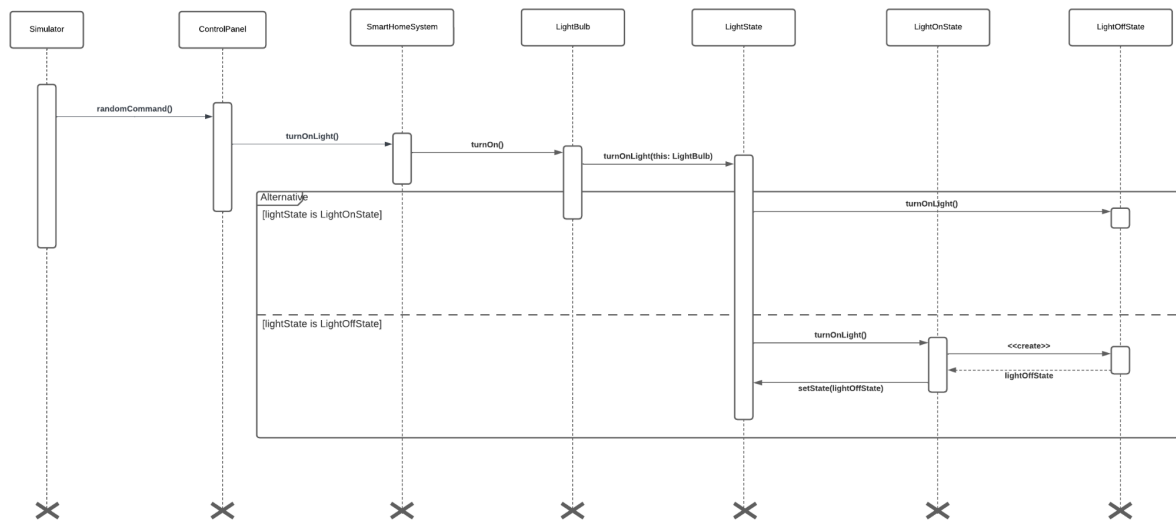 Simulator
ControlPanel
SmartHomeSystem
LightBulb
LightState
LightOnState
LightOffState
randomCommand()
turnOnLight()
turnOn()
turnOnLight(this: LightBulb)
Alternative
[lightState is LightOnState]
turnOnLight()
[lightState is LightOffState]
turnOnLight()
<<create>>
lightOffState
setState(lightOffState)